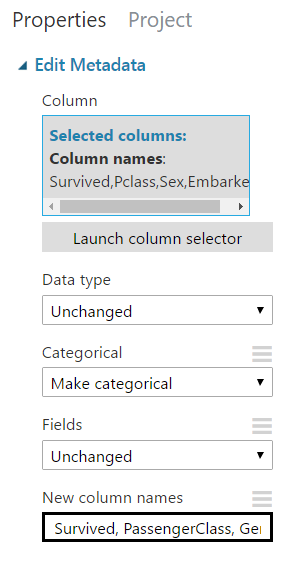 Properties Project
Edit Metadata
Column
Selected columns:
Column names:
Survived,Pclass,Sex,Embarke
Launch column selector
Data type
Unchanged
Categorical
Make categorical
Fields
Unchanged
New column names
Survived, PassengerClass, Ger